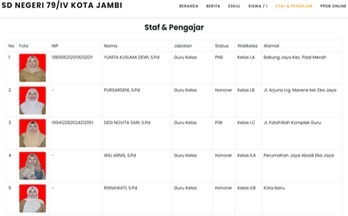 SD NEGERI 79/IV KOTA JAMBI
BERANDA BERITA ESKUL SISWA / I STAF & PENGAJAR PPDB ONLINE
Staf & Pengajar
No Foto NIP Nama Jabatan Status Walikelas Alamat
1 YUNITA KUSUMA DEWI, S.Pd Guru Kelas PNS Kelas I.A Bakung Jaya Kec. Paal Merah
2 - PURSARDENI, S.Pd Guru Kelas Honorer Kelas I.B Jl. Arjuna Lrg. Marene kel. Eka Jaya
3 DESI NOVITA SARI, S.Pd Guru Kelas P3K Kelas I.C Jl. Fatahillah Komplek Guru
4 - WILI ARNIS, S.Pd Guru Kelas Honorer Kelas II.A Perumahan Jaya Abadi Eka Jaya
5 - RISNAWATI, S.Pd Guru Kelas Honorer Kelas II.B Kota baru